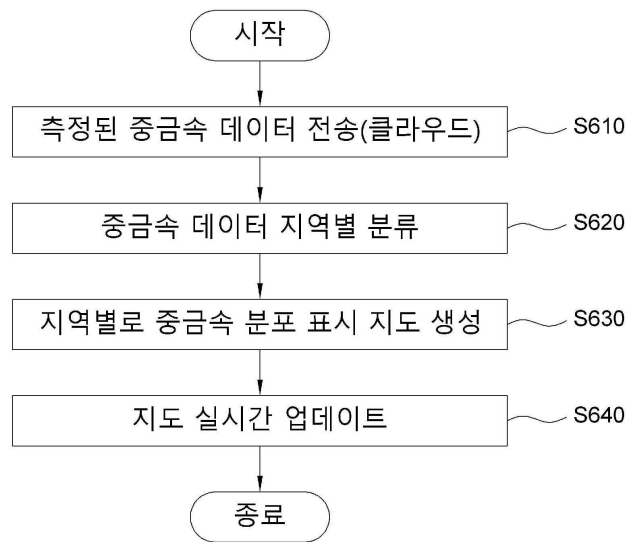 시작
측정된 중금속 데이터 전송(클라우드)
S610
중금속 데이터 지역별 분류
S620
지역별로 중금속 분포 표시 지도 생성
S630
지도 실시간 업데이트
S640
종료